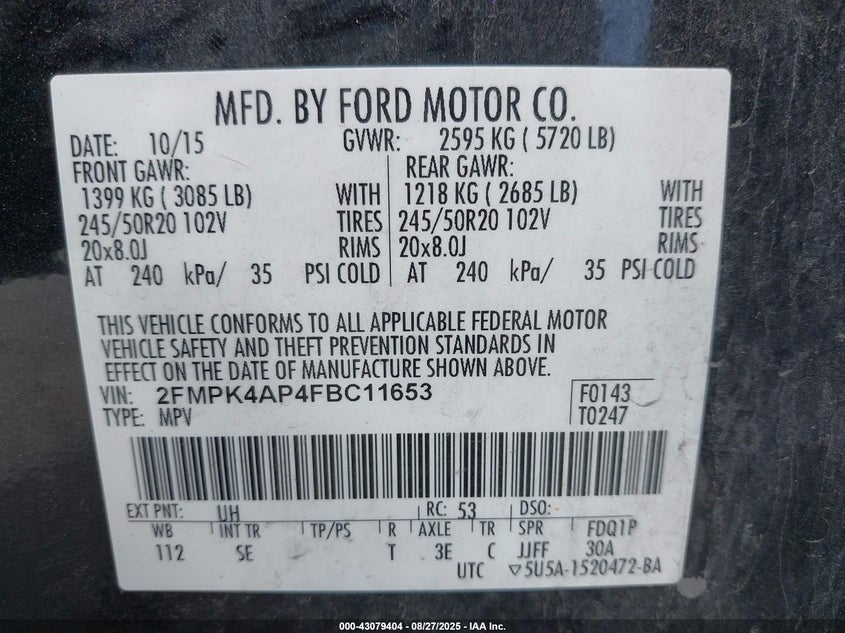 MFD. BY FORD MOTOR CO.
DATE: 10/15 GVWR: 2595 KG ( 5720 LB)
FRONT GAWR: REAR GAWR:
1399 KG ( 3085 LB) WITH 1218 KG ( 2685 LB) WITH
245/50R20 102V TIRES 245/50R20 102V TIRES
20x8.0J RIMS 20x8.0J RIMS
AT 240 kPa/ 35 PSI COLD AT 240 kPa/ 35 PSI COLD
THIS VEHICLE CONFORMS TO ALL APPLICABLE FEDERAL MOTOR
VEHICLE SAFETY AND THEFT PREVENTION STANDARDS IN
EFFECT ON THE DATE OF MANUFACTURE SHOWN ABOVE.
VIN: 2FMPK4AP4FBC11653 F0143
TYPE: MPV T0247
EXT PNT: UH RC: 53 DSO:
WB INT TR TP/PS R AXLE TR SPR FDQ1P
112 SE T 3E C JJFF 30A
UTC ▽5U5A-1520472-BA
000-43079404 - 08/27/2025 - IAA Inc.